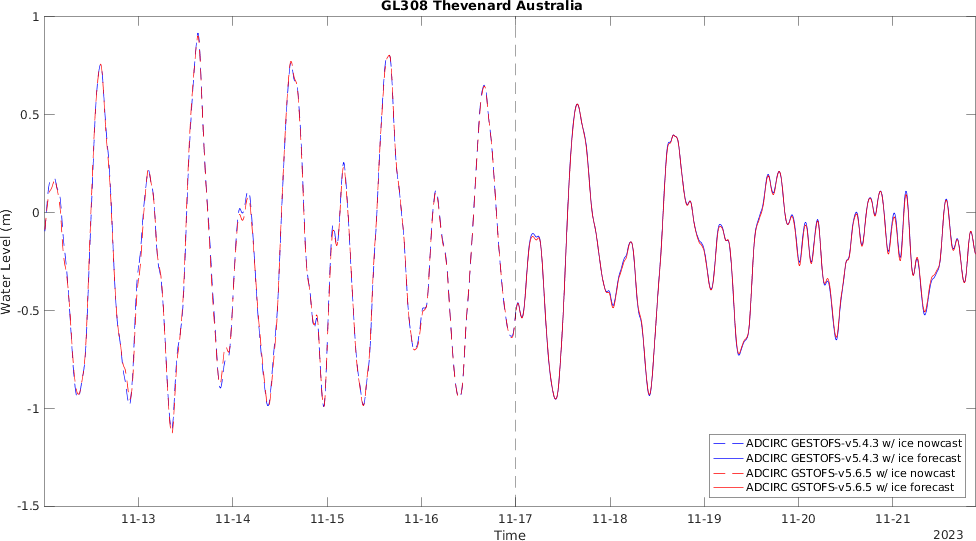 GL308 Thevenard Australia
Water Level (m)
1
0.5
0
-0.5
-1
-1.5
11-13
11-14
11-15
11-16
11-17
11-18
11-19
11-20
11-21
Time
2023
ADCIRC GESTOFS-v5.4.3 w/ ice nowcast
ADCIRC GESTOFS-v5.4.3 w/ ice forecast
ADCIRC GSTOFS-v5.6.5 w/ ice nowcast
ADCIRC GSTOFS-v5.6.5 w/ ice forecast